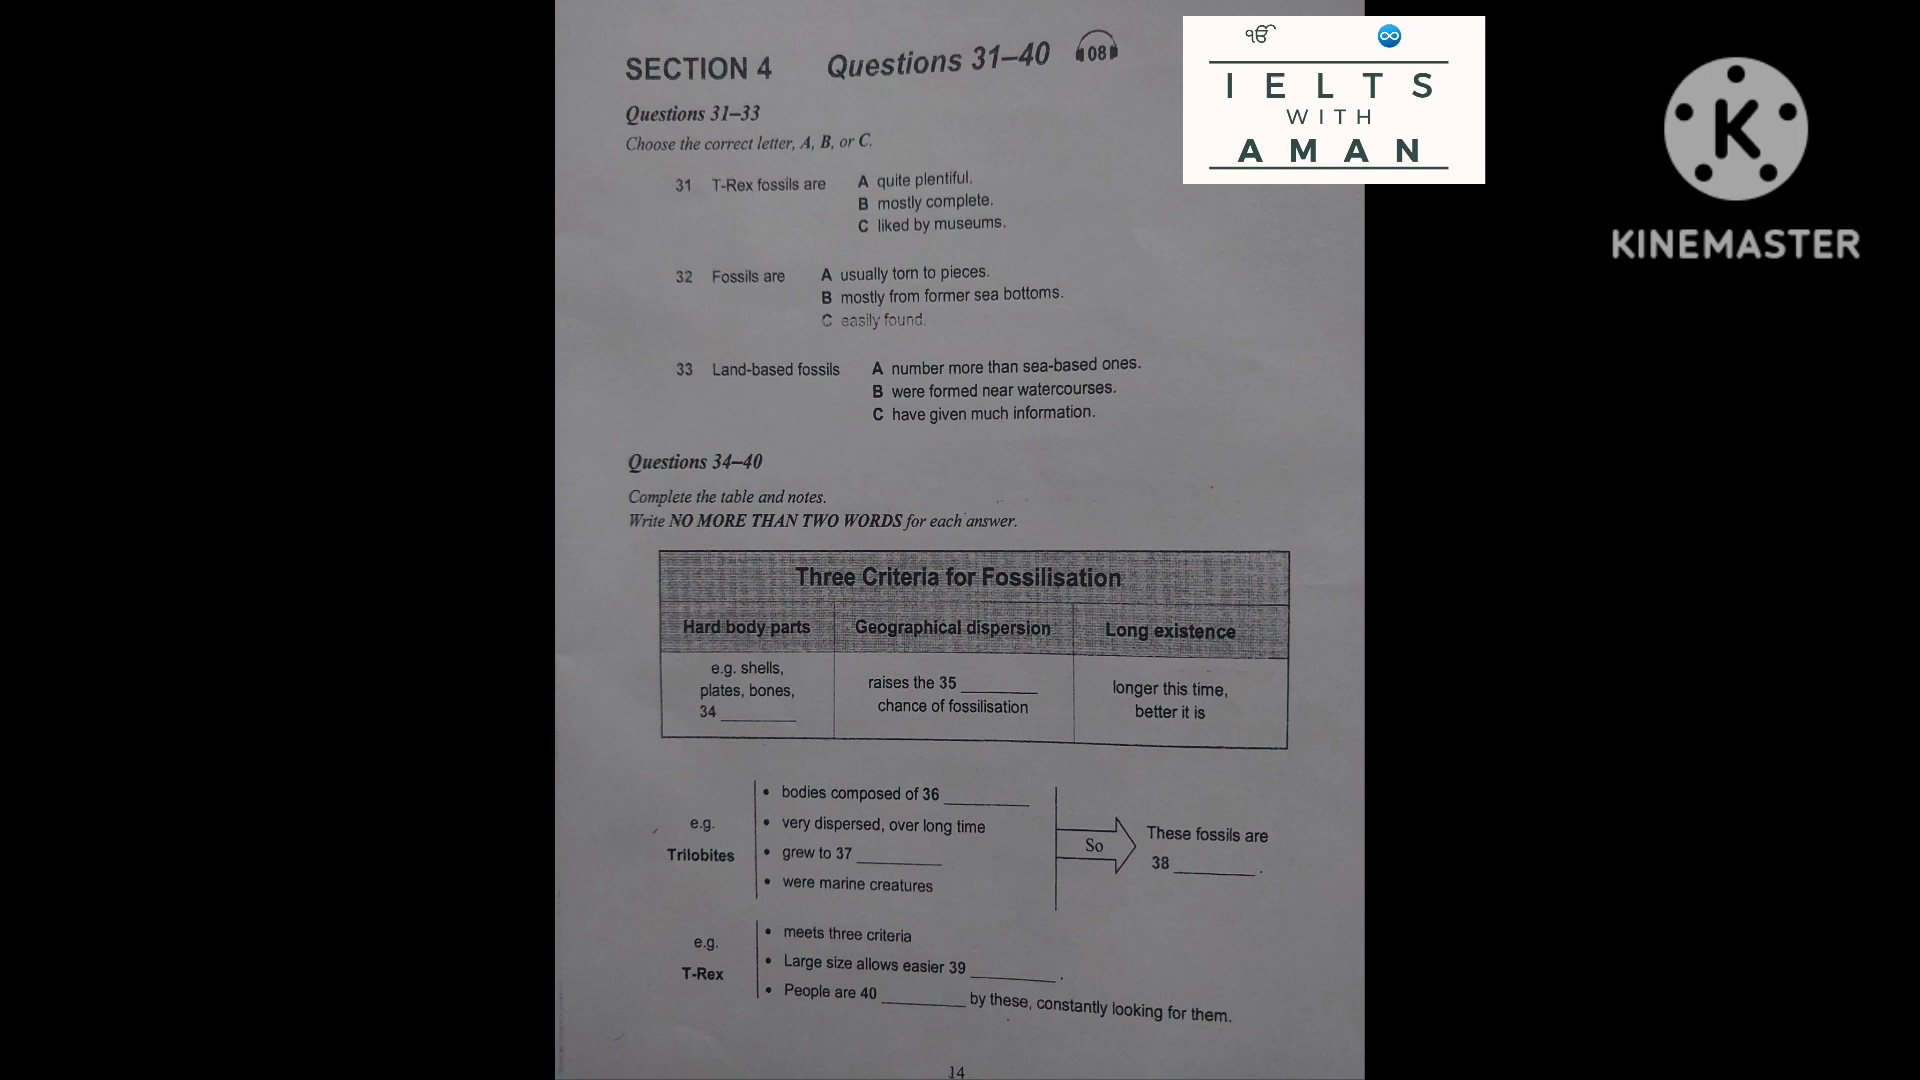 SECTION 4 Questions 31–40 08
Questions 31–33
Choose the correct letter, A, B, or C.
31 T-Rex fossils are A quite plentiful.
B mostly complete.
C liked by museums.
32 Fossils are A usually torn to pieces.
B mostly from former sea bottoms.
C easily found.
33 Land-based fossils A number more than sea-based ones.
B were formed near watercourses.
C have given much information.
Questions 34–40
Complete the table and notes.
Write NO MORE THAN TWO WORDS for each answer.
Three Criteria for Fossilisation
Hard body parts Geographical dispersion Long existence
e.g. shells,
plates, bones,
34 ________
raises the 35 ________
chance of fossilisation
longer this time,
better it is
e.g.
Trilobites
• bodies composed of 36 ________
• very dispersed, over long time
• grew to 37 ________
• were marine creatures
So
These fossils are
38 ________ .
e.g.
T-Rex
• meets three criteria
• Large size allows easier 39 ________ .
• People are 40 ________ by these, constantly looking for them.
14
ੴ
IELTS
WITH
AMAN
K
KINEMASTER